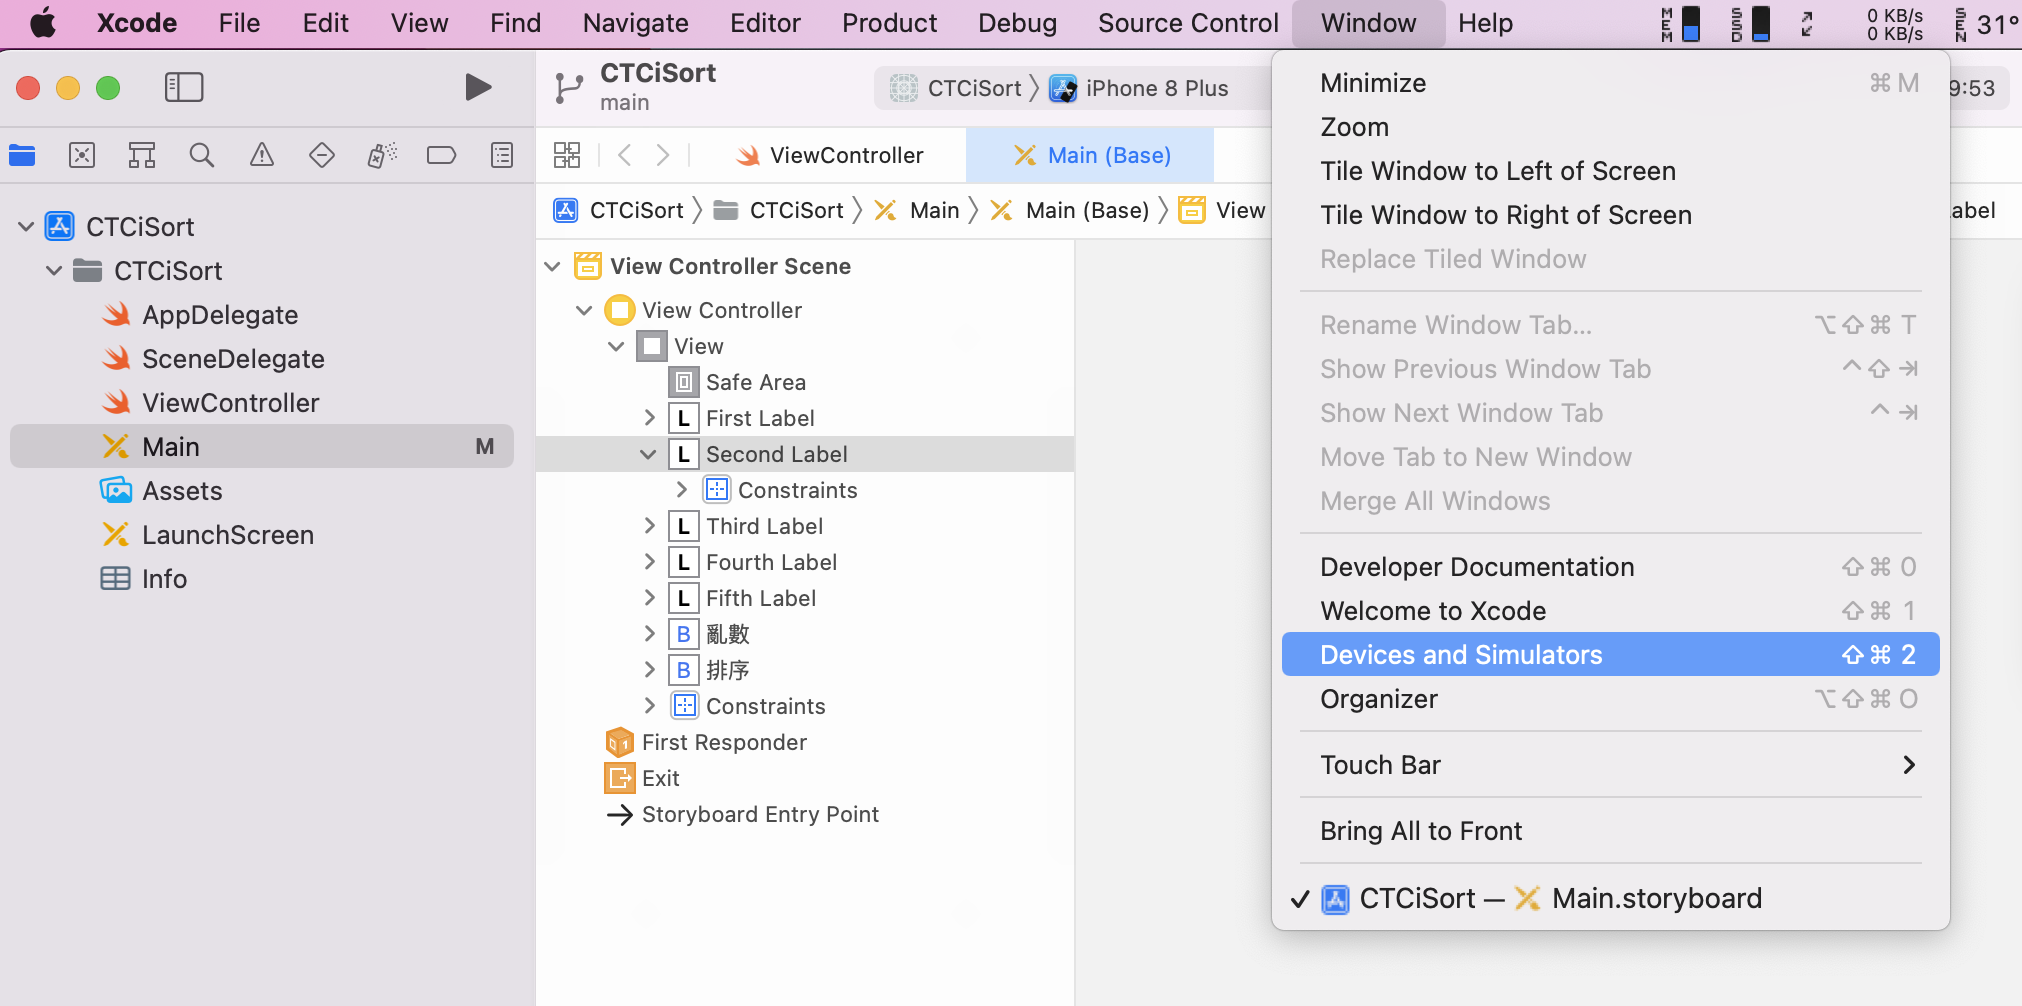 Xcode File Edit View Find Navigate Editor Product Debug Source Control Window Help MEM SSD 0 KB/s 0 KB/s SEN 31°
CTCiSort
main
CTCiSort iPhone 8 Plus
9:53
ViewController
Main (Base)
CTCiSort CTCiSort Main Main (Base) View
abel
CTCiSort
CTCiSort
AppDelegate
SceneDelegate
ViewController
Main M
Assets
LaunchScreen
Info
View Controller Scene
View Controller
View
Safe Area
L First Label
L Second Label
Constraints
L Third Label
L Fourth Label
L Fifth Label
B 亂數
B 排序
Constraints
First Responder
Exit
Storyboard Entry Point
Minimize ⌘ M
Zoom
Tile Window to Left of Screen
Tile Window to Right of Screen
Replace Tiled Window
Rename Window Tab... ⌥⇧⌘ T
Show Previous Window Tab ^⇧⇥
Show Next Window Tab ^⇥
Move Tab to New Window
Merge All Windows
Developer Documentation ⇧⌘ 0
Welcome to Xcode ⇧⌘ 1
Devices and Simulators ⇧⌘ 2
Organizer ⌥⇧⌘ O
Touch Bar
Bring All to Front
✓ CTCiSort — Main.storyboard